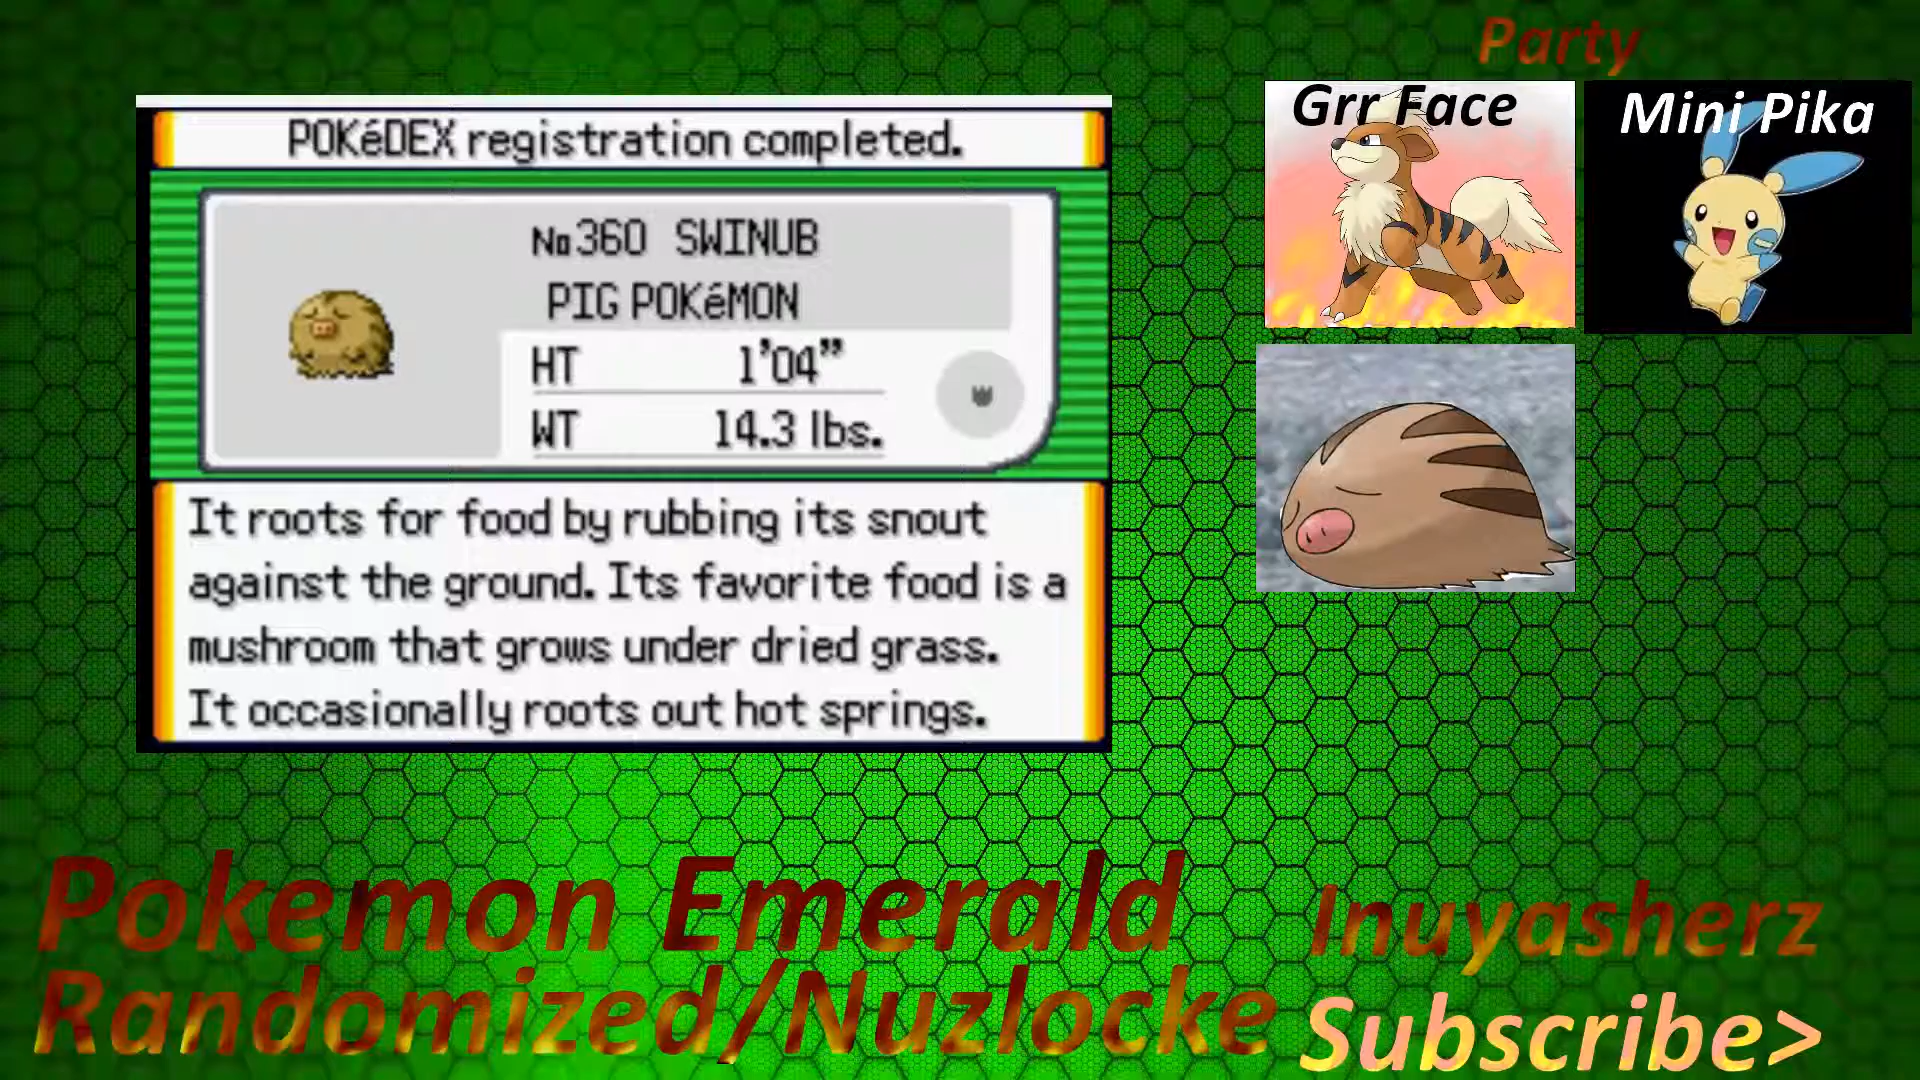 Party
Grr Face
Mini Pika
POKéDEX registration completed.
No360 SWINUB
PIG POKéMON
HT 1'04”
WT 14.3 lbs.
It roots for food by rubbing its snout
against the ground. Its favorite food is a
mushroom that grows under dried grass.
It occasionally roots out hot springs.
Pokemon Emerald
Randomized/Nuzlocke
Inuyasherz
Subscribe>